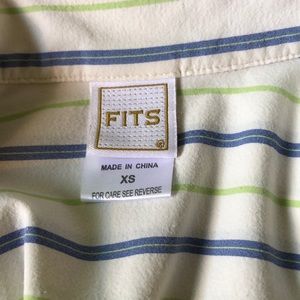 FITS
®
MADE IN CHINA
XS
FOR CARE SEE REVERSE